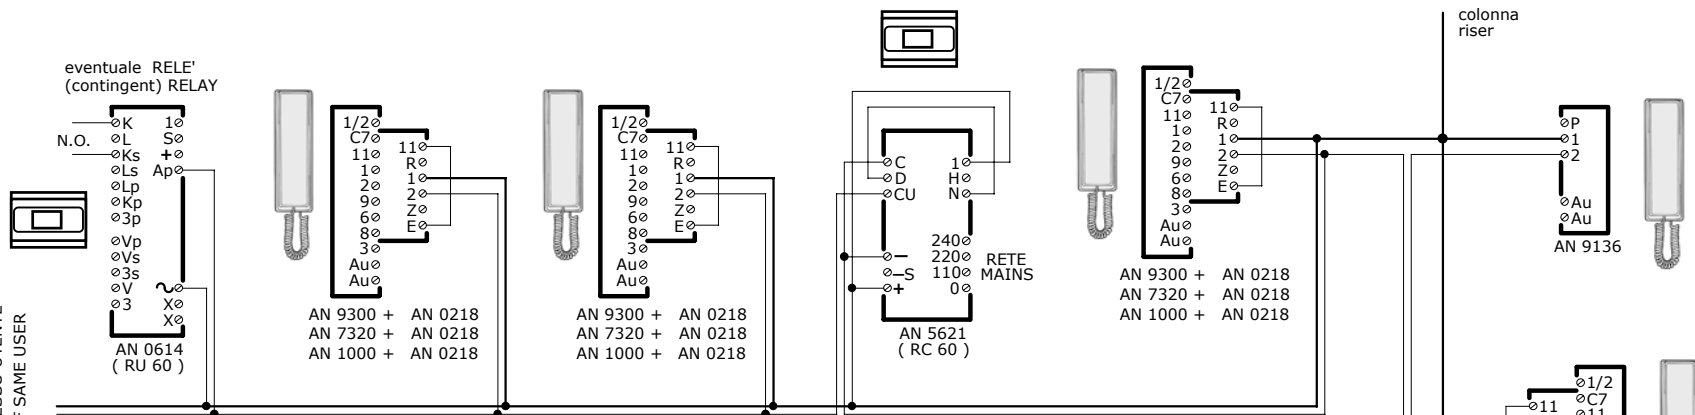 colonna
riser
eventuale RELE'
(contingent) RELAY
N.O.
K
L
Ks
Ls
Lp
Kp
3p
Vp
Vs
3s
V
3
1
S
+
Ap
~
X
X
AN 0614
( RU 60 )
1/2
C7
11
1
2
9
6
8
3
Au
Au
11
R
1
2
Z
E
AN 9300 + AN 0218
AN 7320 + AN 0218
AN 1000 + AN 0218
1/2
C7
11
1
2
9
6
8
3
Au
Au
11
R
1
2
Z
E
AN 9300 + AN 0218
AN 7320 + AN 0218
AN 1000 + AN 0218
C
D
CU
–
–S
+
1
H
N
240
220
110
0
RETE
MAINS
AN 5621
( RC 60 )
1/2
C7
11
1
2
9
6
8
3
Au
Au
11
R
1
2
Z
E
AN 9300 + AN 0218
AN 7320 + AN 0218
AN 1000 + AN 0218
P
1
2
Au
Au
AN 9136
1/2
C7
11
11
SAME USER